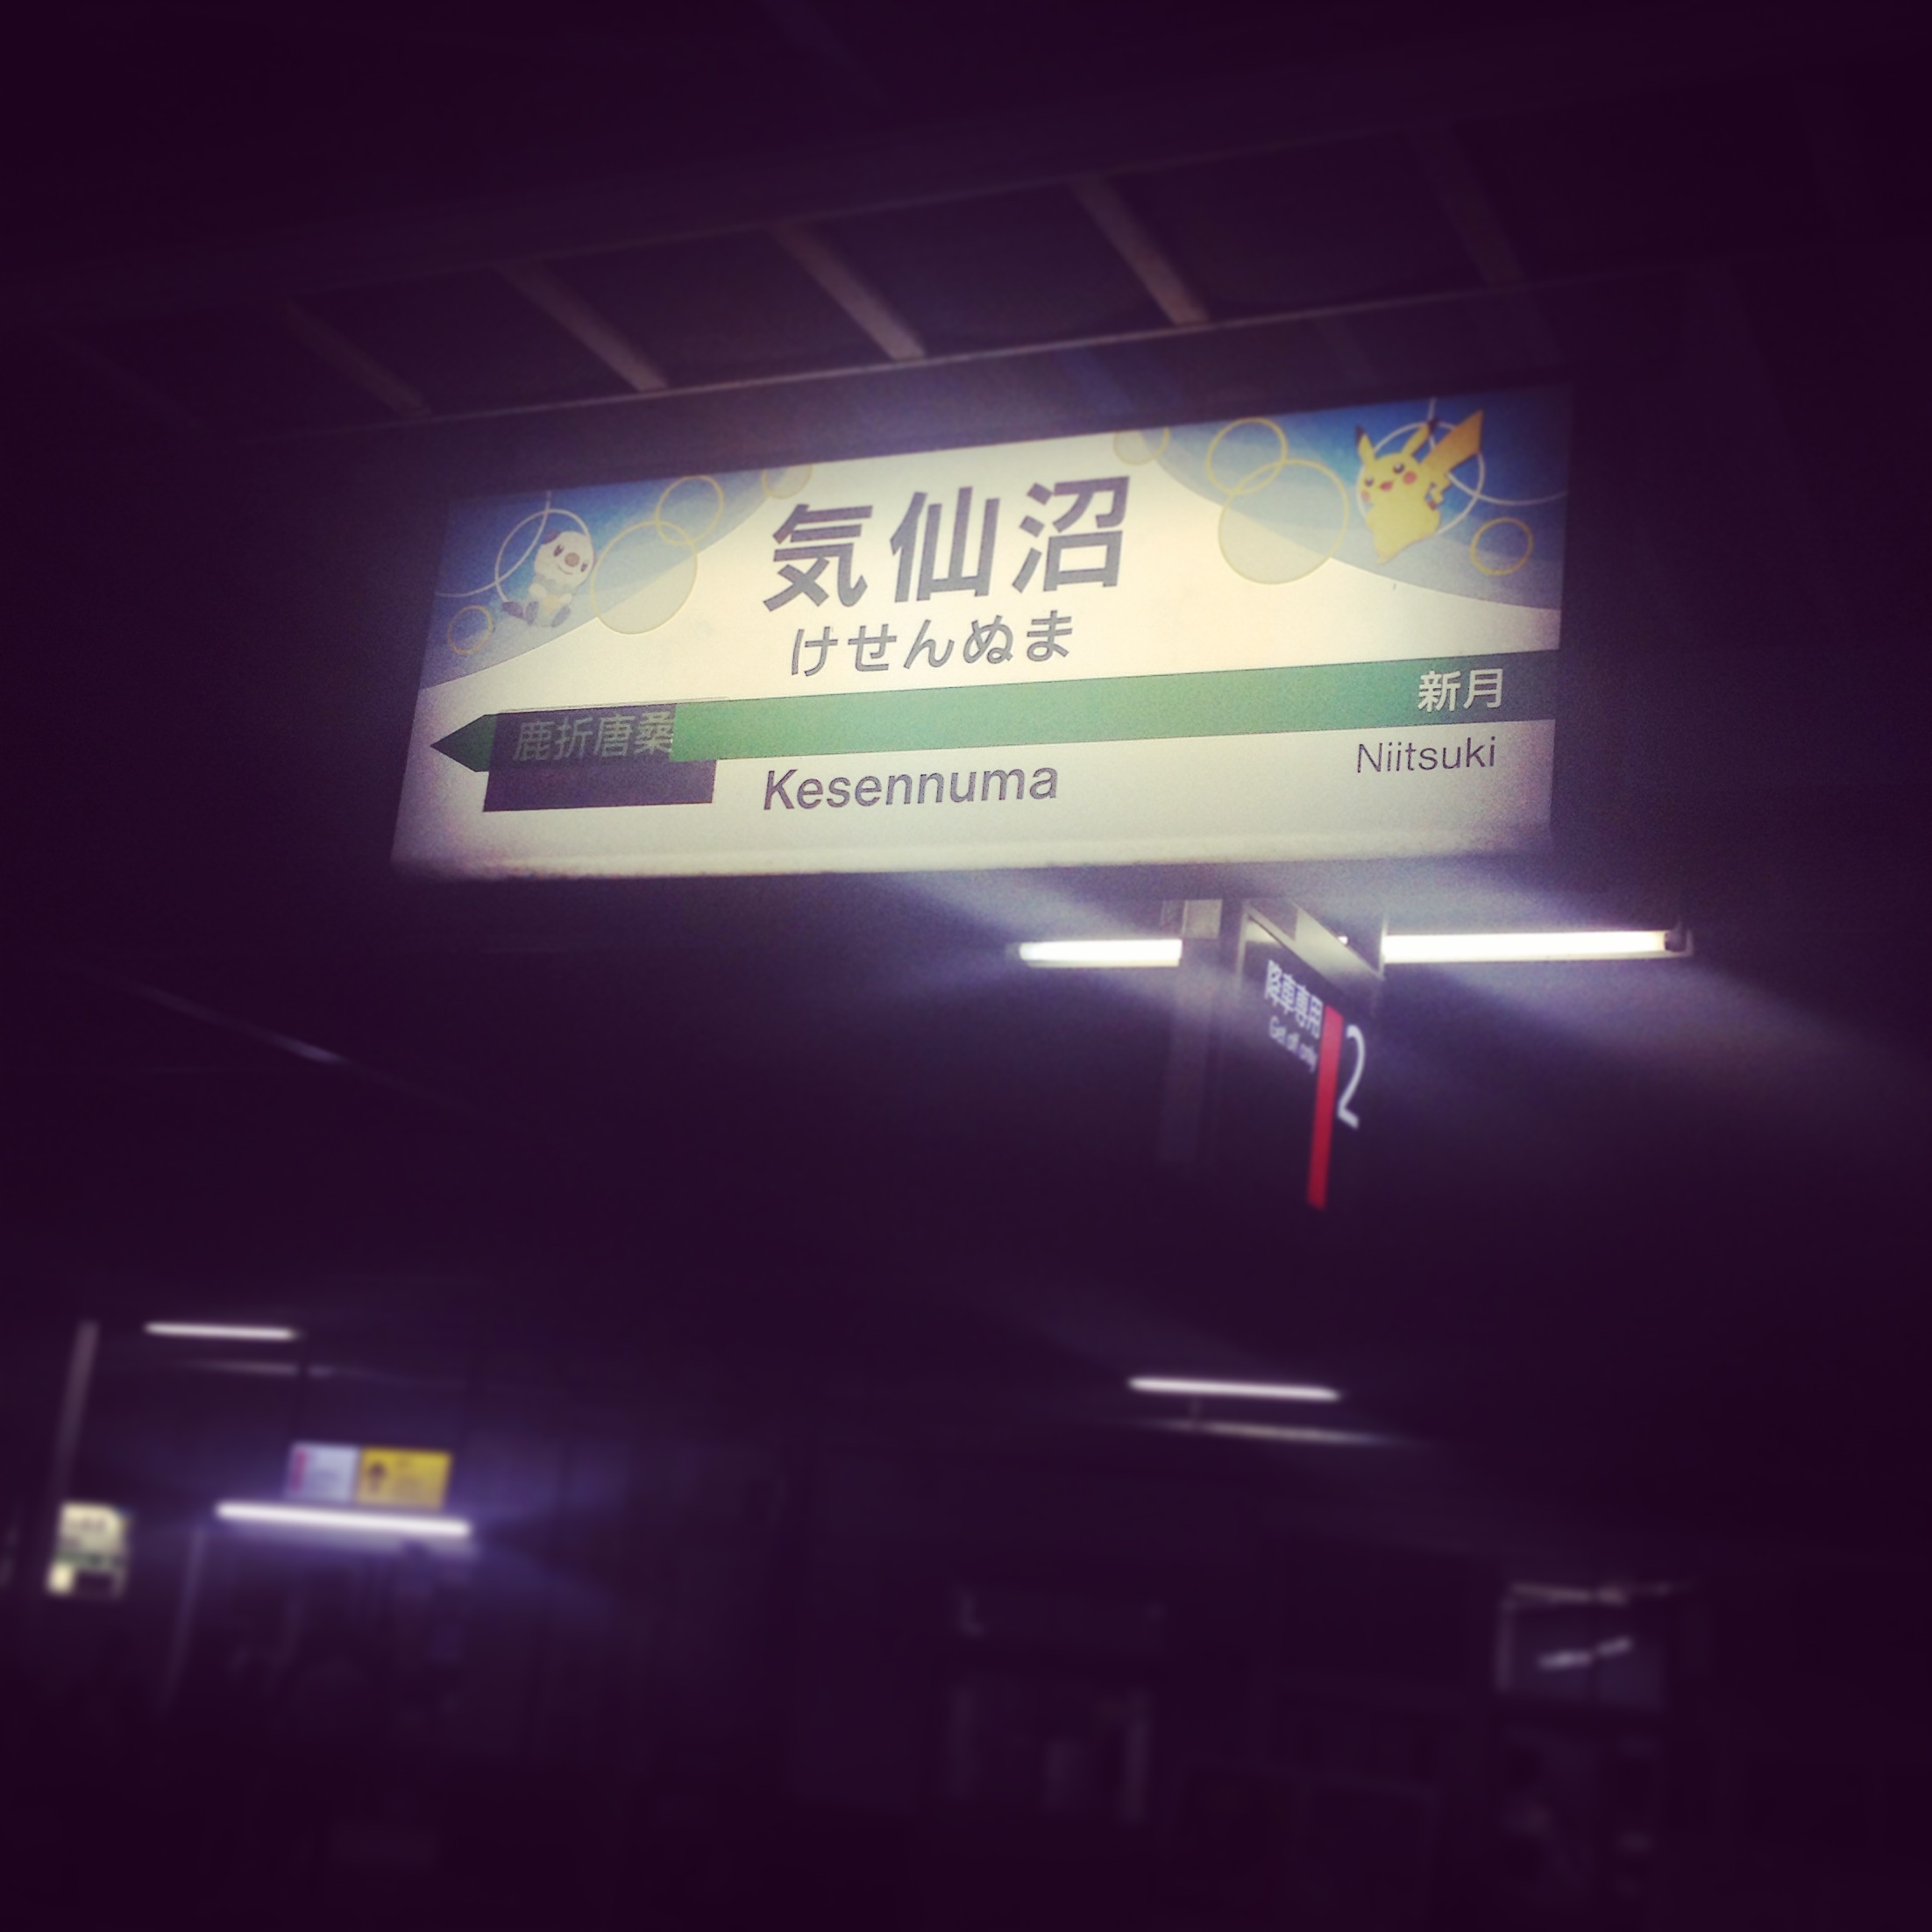 気仙沼
けせんぬま
鹿折唐桑
新月
Kesennuma
Niitsuki
降車専用
Get off only
2